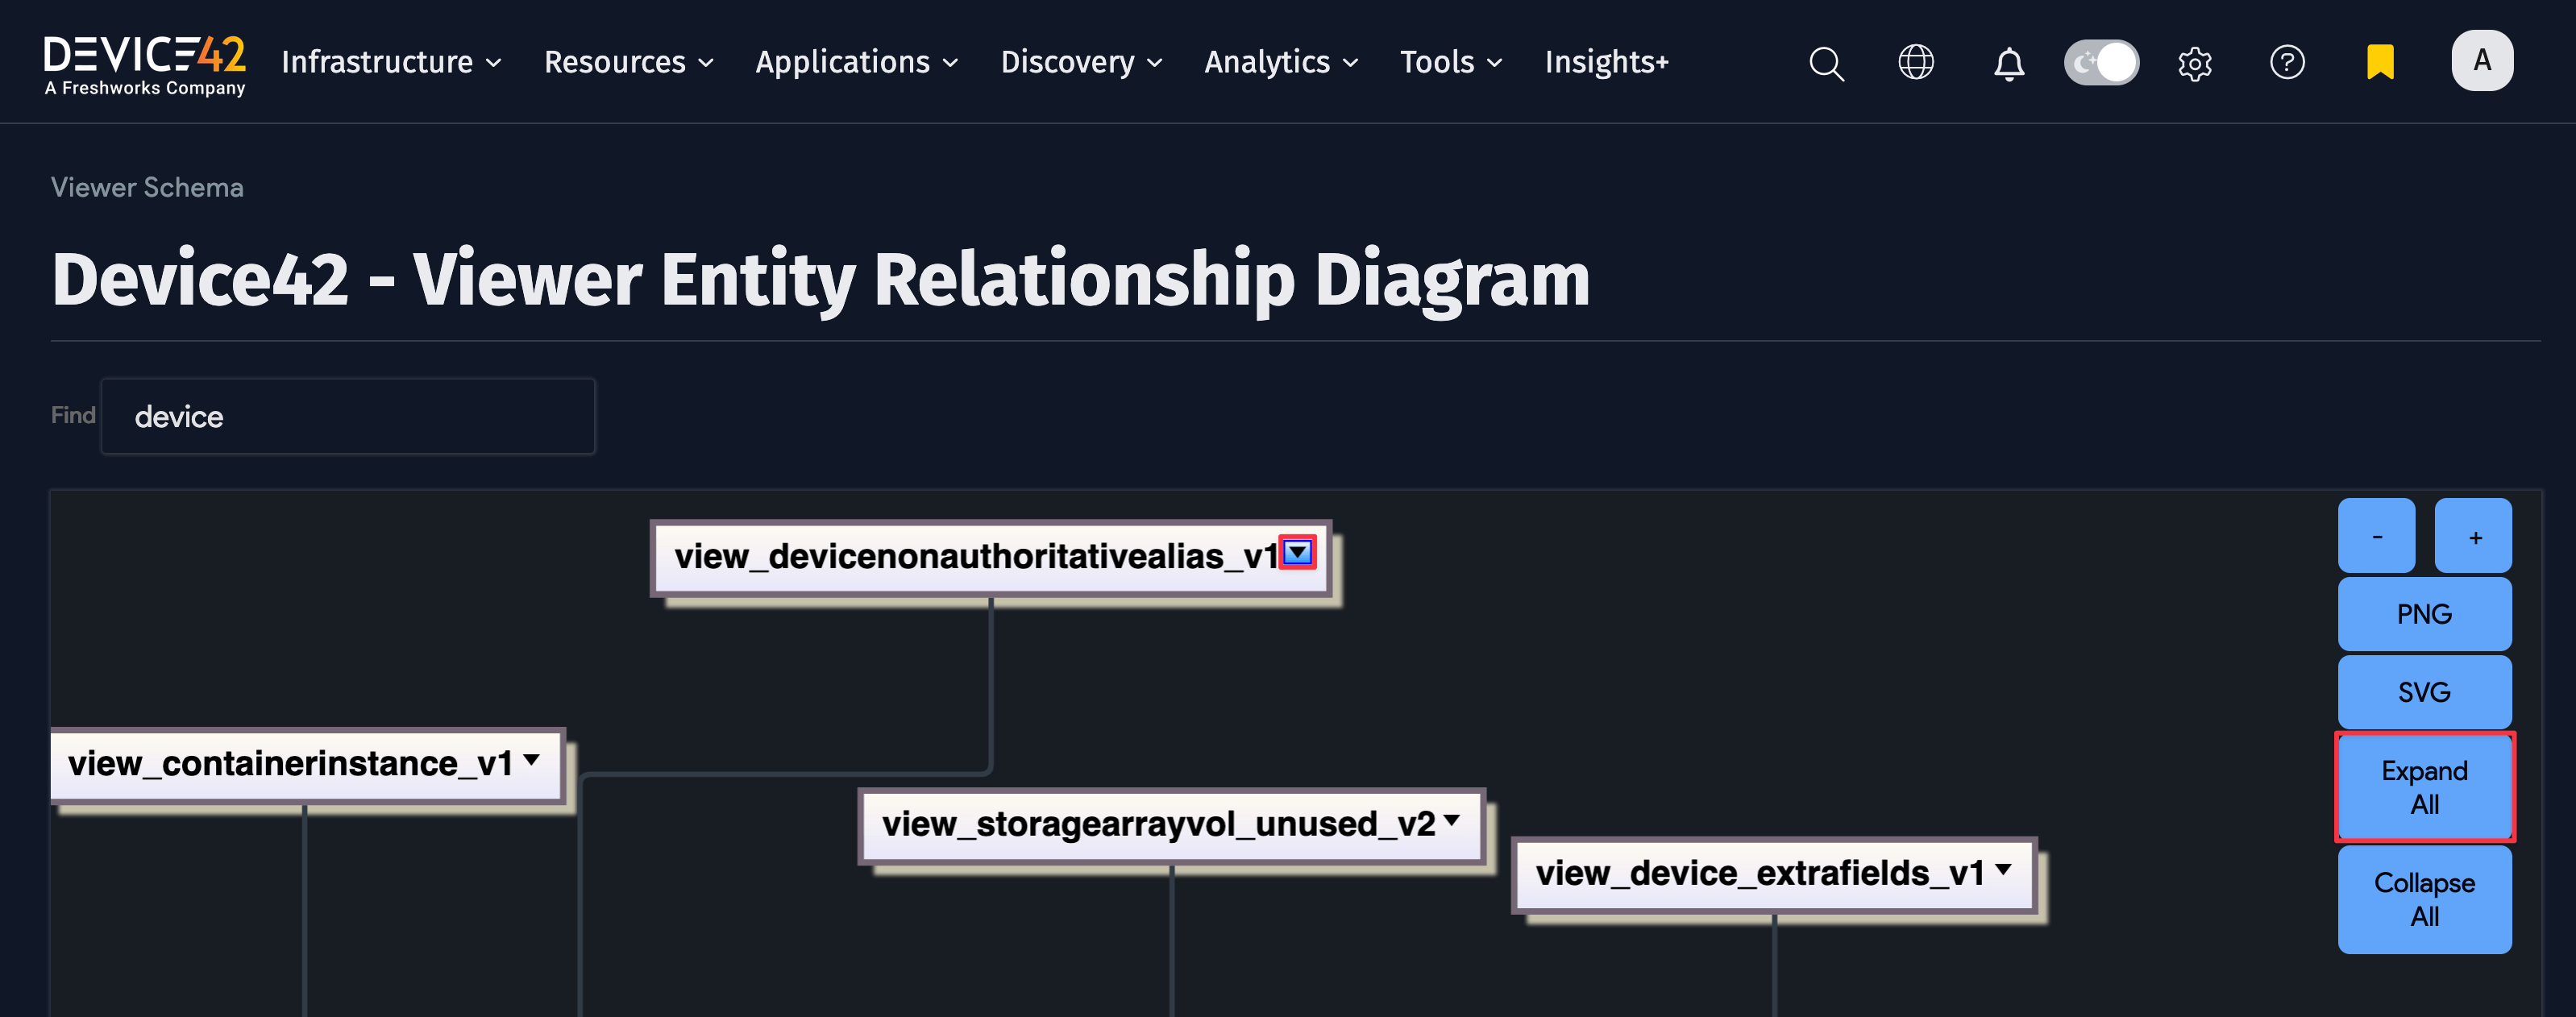 DEVICE42
A Freshworks Company
Infrastructure
Resources
Applications
Discovery
Analytics
Tools
Insights+
A
Viewer Schema
Device42 - Viewer Entity Relationship Diagram
Find
device
view_devicenonauthoritativealias_v1
-
+
PNG
SVG
view_containerinstance_v1
Expand
All
view_storagearrayvol_unused_v2
view_device_extrafields_v1
Collapse
All